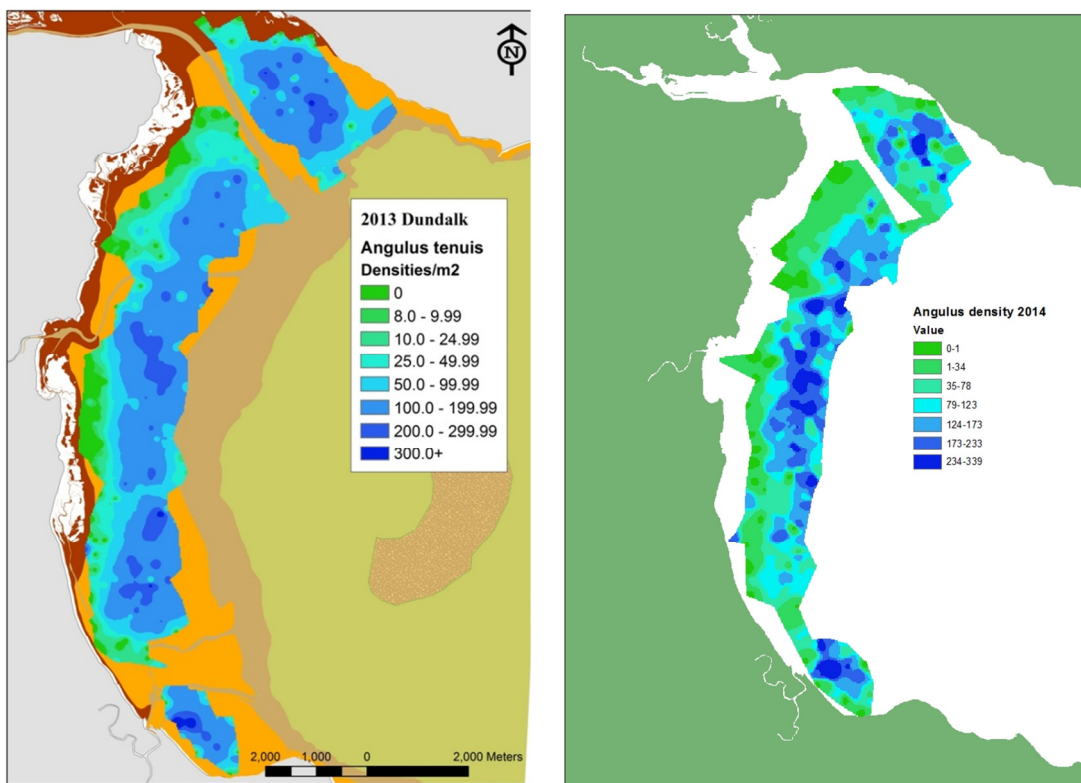 N
2013 Dundalk
Angulus tenuis
Densities/m2
0
8.0 - 9.99
10.0 - 24.99
25.0 - 49.99
50.0 - 99.99
100.0 - 199.99
200.0 - 299.99
300.0+
2,000 1,000 0 2,000 Meters
Angulus density 2014
Value
0-1
1-34
35-78
79-123
124-173
173-233
234-339